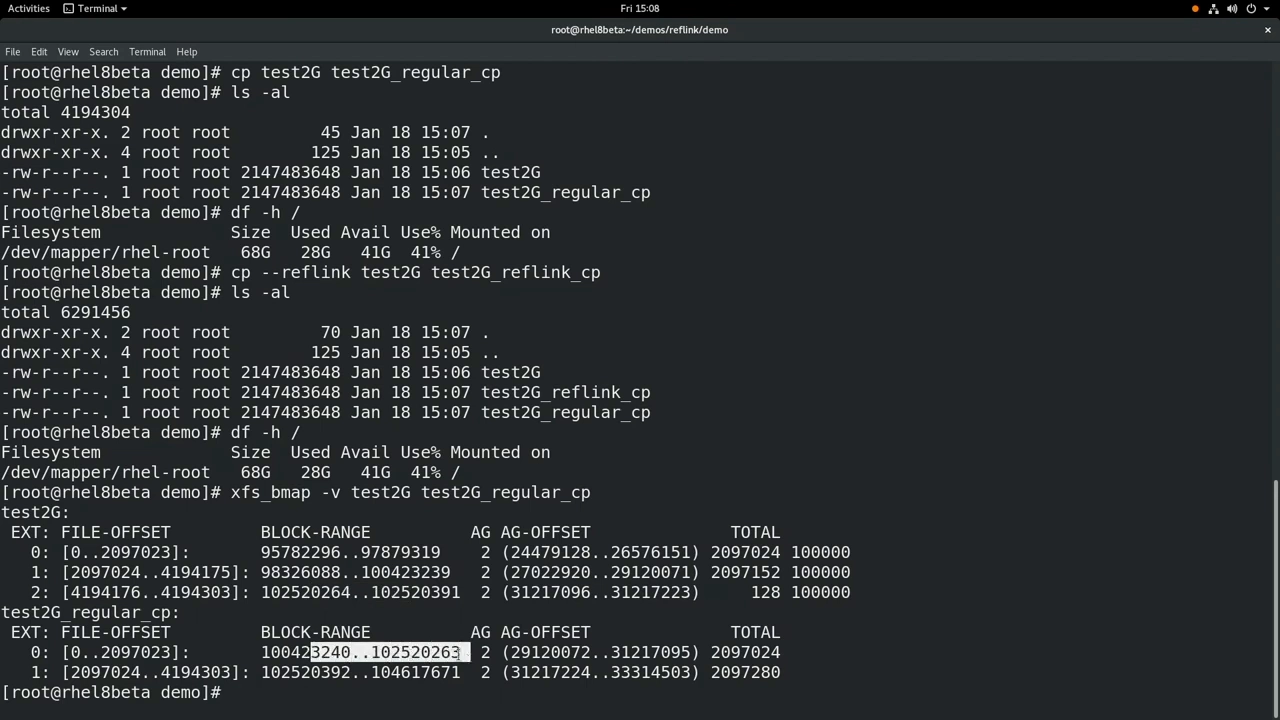 Activities Terminal Fri 15:08
root@rhel8beta:~/demos/reflink/demo ×
File Edit View Search Terminal Help
[root@rhel8beta demo]# cp test2G test2G_regular_cp
[root@rhel8beta demo]# ls -al
total 4194304
drwxr-xr-x. 2 root root         45 Jan 18 15:07 .
drwxr-xr-x. 4 root root        125 Jan 18 15:05 ..
-rw-r--r--. 1 root root 2147483648 Jan 18 15:06 test2G
-rw-r--r--. 1 root root 2147483648 Jan 18 15:07 test2G_regular_cp
[root@rhel8beta demo]# df -h /
Filesystem             Size  Used Avail Use% Mounted on
/dev/mapper/rhel-root   68G   28G   41G  41% /
[root@rhel8beta demo]# cp --reflink test2G test2G_reflink_cp
[root@rhel8beta demo]# ls -al
total 6291456
drwxr-xr-x. 2 root root         70 Jan 18 15:07 .
drwxr-xr-x. 4 root root        125 Jan 18 15:05 ..
-rw-r--r--. 1 root root 2147483648 Jan 18 15:06 test2G
-rw-r--r--. 1 root root 2147483648 Jan 18 15:07 test2G_reflink_cp
-rw-r--r--. 1 root root 2147483648 Jan 18 15:07 test2G_regular_cp
[root@rhel8beta demo]# df -h /
Filesystem             Size  Used Avail Use% Mounted on
/dev/mapper/rhel-root   68G   28G   41G  41% /
[root@rhel8beta demo]# xfs_bmap -v test2G test2G_regular_cp
test2G:
 EXT: FILE-OFFSET         BLOCK-RANGE          AG AG-OFFSET              TOTAL
   0: [0..2097023]:       95782296..97879319    2 (24479128..26576151) 2097024 100000
   1: [2097024..4194175]: 98326088..100423239   2 (27022920..29120071) 2097152 100000
   2: [4194176..4194303]: 102520264..102520391  2 (31217096..31217223)     128 100000
test2G_regular_cp:
 EXT: FILE-OFFSET         BLOCK-RANGE          AG AG-OFFSET              TOTAL
   0: [0..2097023]:       100423240..102520263  2 (29120072..31217095) 2097024
   1: [2097024..4194303]: 102520392..104617671  2 (31217224..33314503) 2097280
[root@rhel8beta demo]#